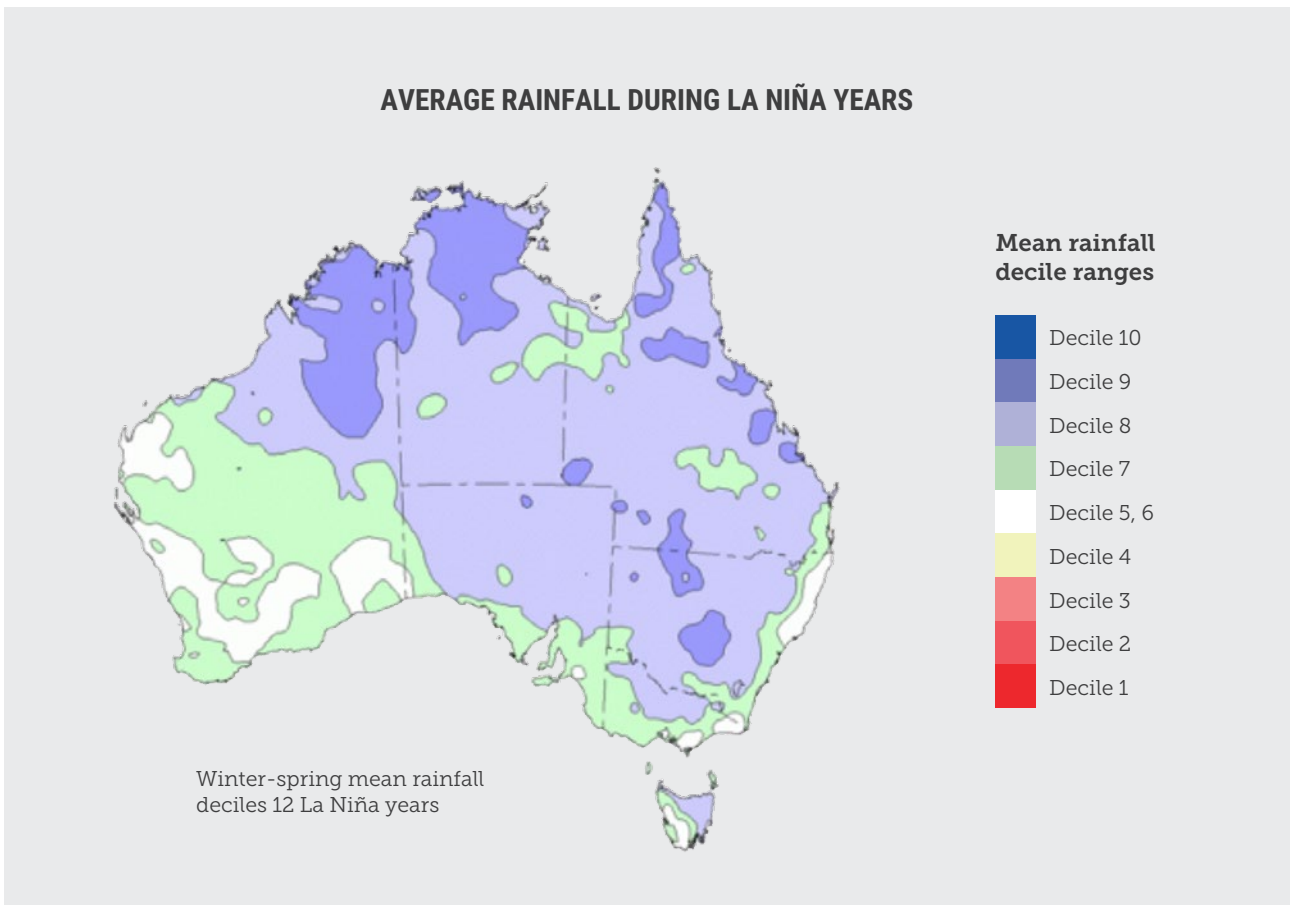 AVERAGE RAINFALL DURING LA NIÑA YEARS
Mean rainfall
decile ranges
Decile 10
Decile 9
Decile 8
Decile 7
Decile 5, 6
Decile 4
Decile 3
Decile 2
Decile 1
Winter-spring mean rainfall
deciles 12 La Niña years